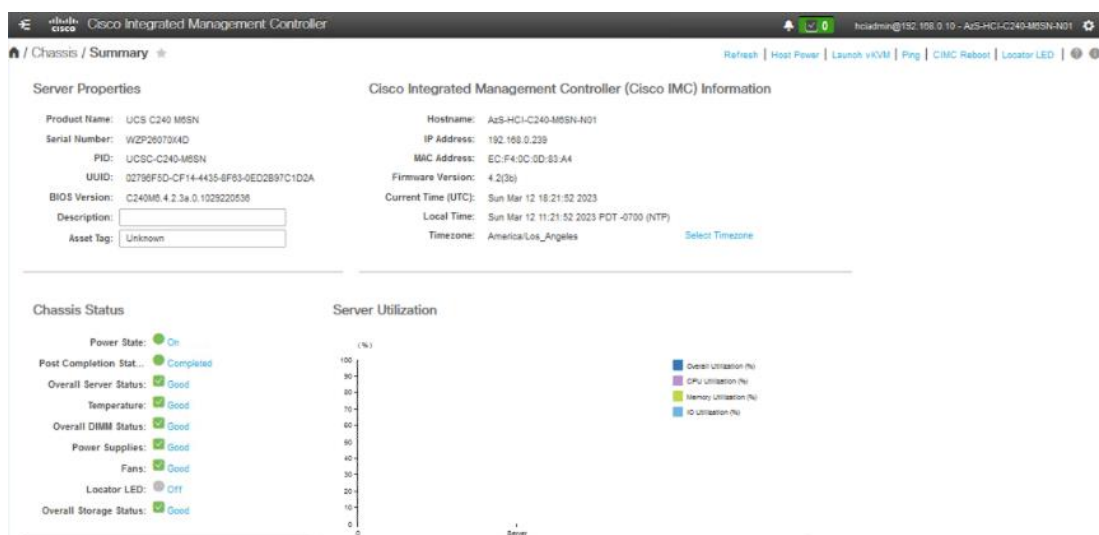 cisco Cisco Integrated Management Controller
0
hciadmin@192.168.0.10 - AzS-HCI-C240-M6SN-N01
/ Chassis / Summary
Refresh | Host Power | Launch vKVM | Ping | CIMC Reboot | Locator LED |
Server Properties
Product Name: UCS C240 M6SN
Serial Number: WZP26070X4D
PID: UCSC-C240-M6SN
UUID: 02796F5D-CF14-4435-8F63-0ED2B97C1D2A
BIOS Version: C240M6.4.2.3a.0.1029220536
Description:
Asset Tag: Unknown
Cisco Integrated Management Controller (Cisco IMC) Information
Hostname: AzS-HCI-C240-M6SN-N01
IP Address: 192.168.0.239
MAC Address: EC:F4:0C:0D:83:A4
Firmware Version: 4.2(3b)
Current Time (UTC): Sun Mar 12 18:21:52 2023
Local Time: Sun Mar 12 11:21:52 2023 PDT -0700 (NTP)
Timezone: America/Los_Angeles Select Timezone
Chassis Status
Power State: On
Post Completion Stat... Completed
Overall Server Status: Good
Temperature: Good
Overall DIMM Status: Good
Power Supplies: Good
Fans: Good
Locator LED: Off
Overall Storage Status: Good
Server Utilization
(%)
100
90
80
70
60
50
40
30
20
10
0
0
Server
Overall Utilization (%)
CPU Utilization (%)
Memory Utilization (%)
IO Utilization (%)